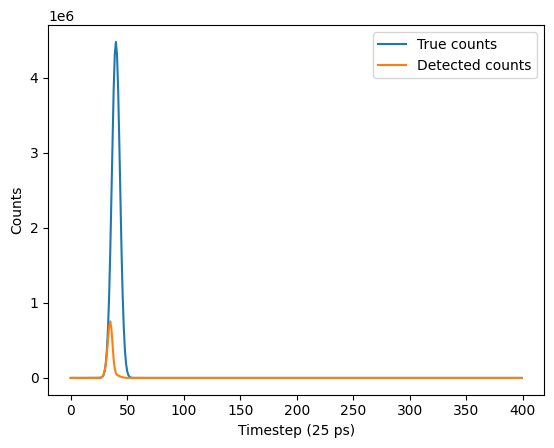 1e6
True counts
Detected counts
4
3
2
1
0
Counts
0 50 100 150 200 250 300 350 400
Timestep (25 ps)